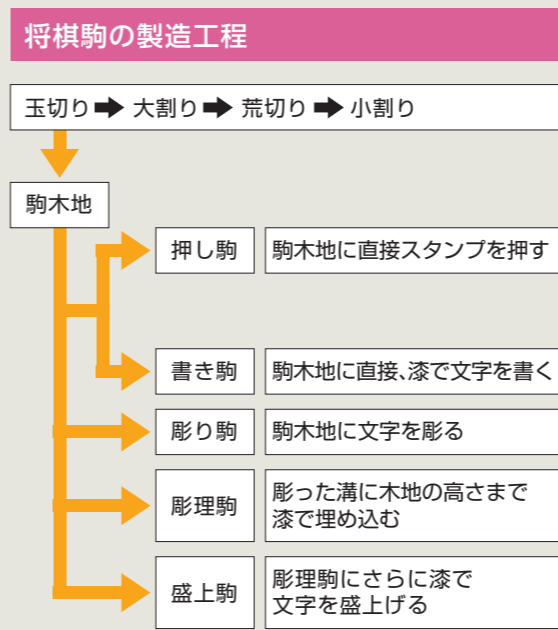 将棋駒の製造工程
玉切り➡大割り➡荒切り➡小割り
駒木地
押し駒
駒木地に直接スタンプを押す
書き駒
駒木地に直接、漆で文字を書く
彫り駒
駒木地に文字を彫る
彫理駒
彫った溝に木地の高さまで
漆で埋め込む
盛上駒
彫理駒にさらに漆で
文字を盛上げる